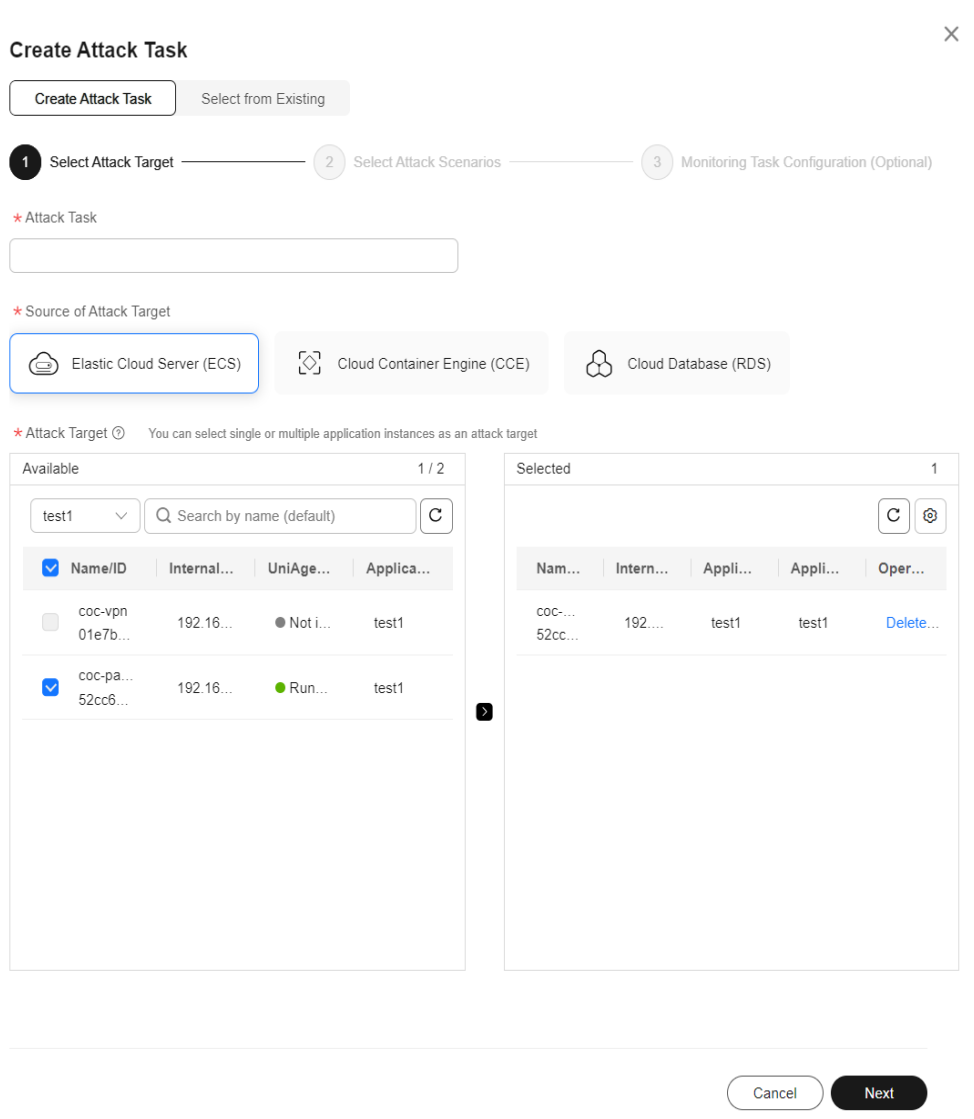 Create Attack Task
Create Attack Task Select from Existing
1 Select Attack Target 2 Select Attack Scenarios 3 Monitoring Task Configuration (Optional)
* Attack Task
* Source of Attack Target
Elastic Cloud Server (ECS) Cloud Container Engine (CCE) Cloud Database (RDS)
* Attack Target ? You can select single or multiple application instances as an attack target
Available 1 / 2 Selected 1
test1 Search by name (default)
Name/ID Internal... UniAge... Applica... Nam... Intern... Appli... Appli... Oper...
coc-vpn
01e7b... 192.16... Not i... test1
coc-...
52cc... 192.... test1 test1 Delete...
coc-pa...
52cc6... 192.16... Run... test1
Cancel Next